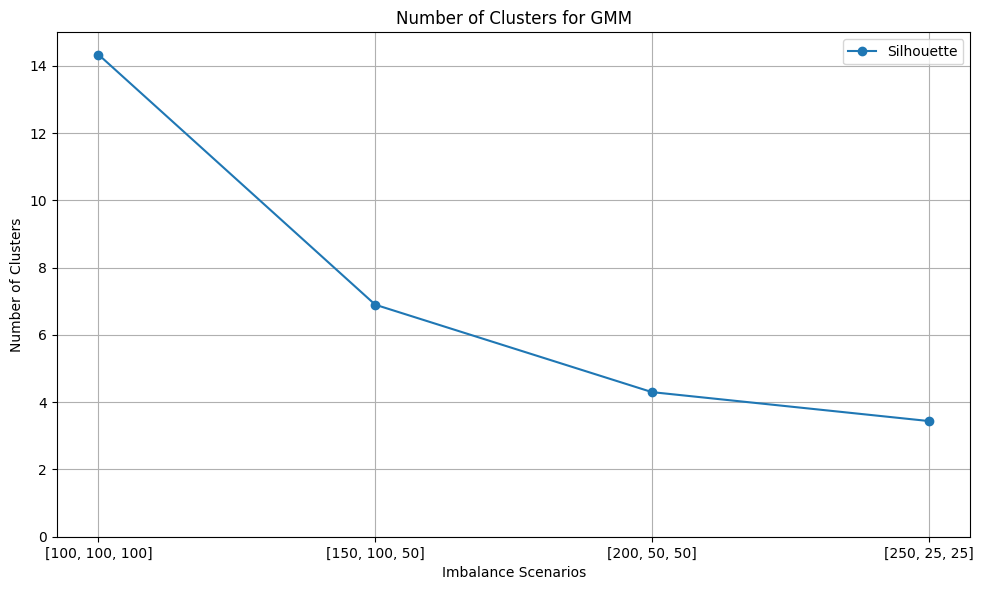 Number of Clusters for GMM
Silhouette
Number of Clusters
14
12
10
8
6
4
2
0
[100, 100, 100] [150, 100, 50] [200, 50, 50] [250, 25, 25]
Imbalance Scenarios